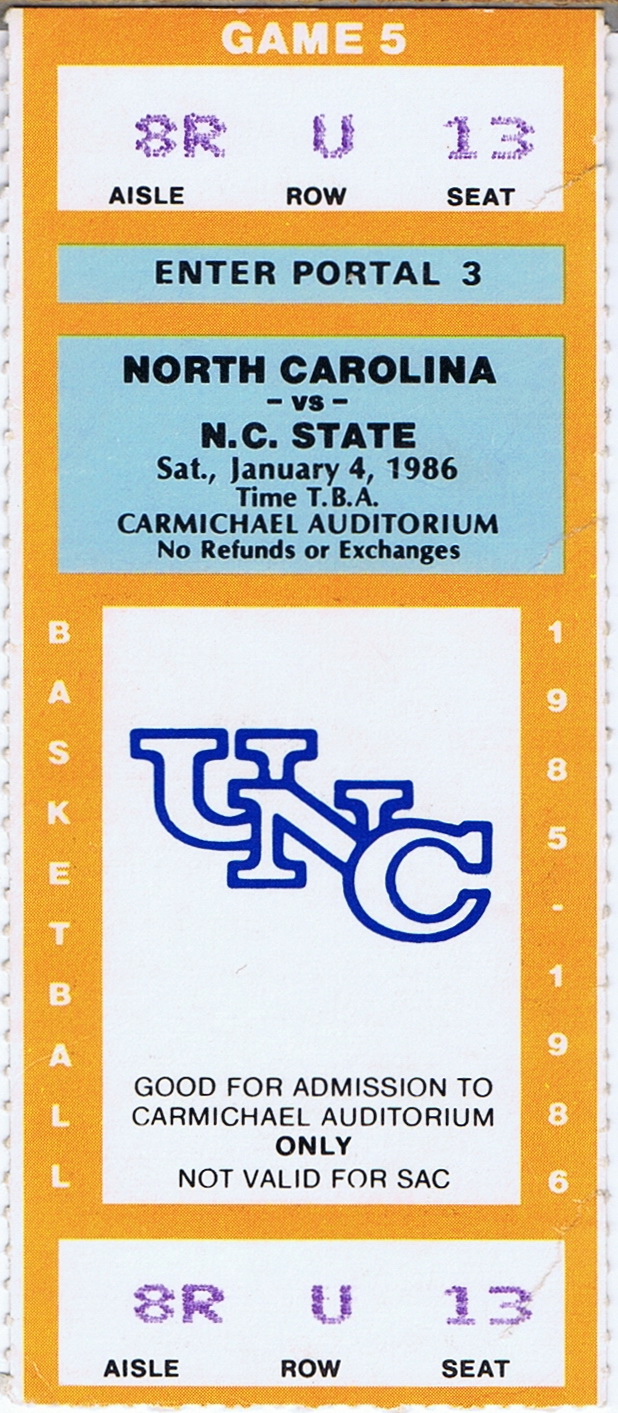 GAME 5
8R U 13
AISLE ROW SEAT
ENTER PORTAL 3
NORTH CAROLINA
- vs -
N.C. STATE
Sat., January 4, 1986
Time T.B.A.
CARMICHAEL AUDITORIUM
No Refunds or Exchanges
BASKETBALL
1985-1986
UNC
GOOD FOR ADMISSION TO
CARMICHAEL AUDITORIUM
ONLY
NOT VALID FOR SAC
8R U 13
AISLE ROW SEAT